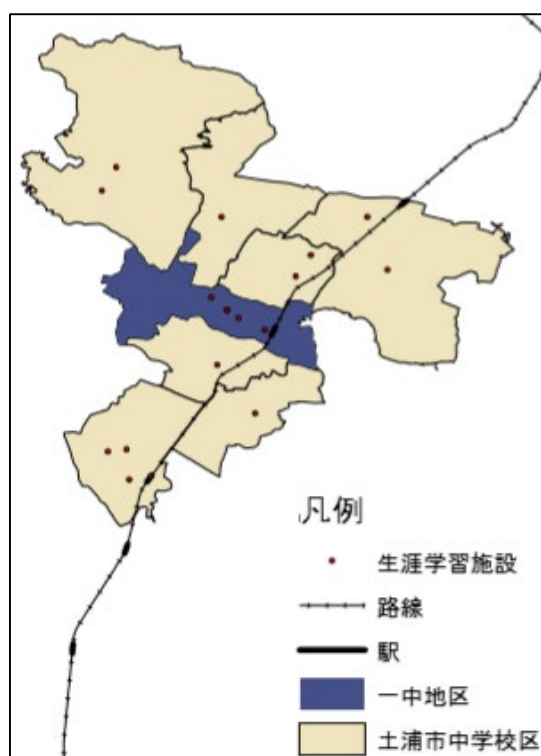 凡例
生涯学習施設
路線
駅
一中地区
土浦市中学校区